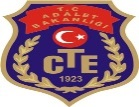 T.C.
ADALET BAKANLIĞI
CTE
1923